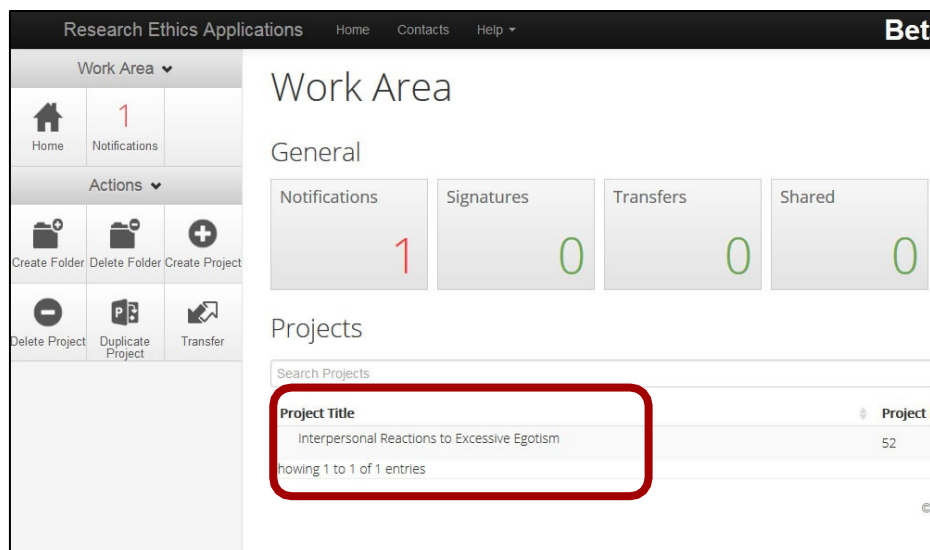 Research Ethics Applications Home Contacts Help Bet
Work Area
1
Home Notifications
Actions
Create Folder Delete Folder Create Project
Delete Project Duplicate Project Transfer
Work Area
General
Notifications Signatures Transfers Shared
1 0 0 0
Projects
Search Projects
Project Title Project
Interpersonal Reactions to Excessive Egotism 52
howing 1 to 1 of 1 entries
©